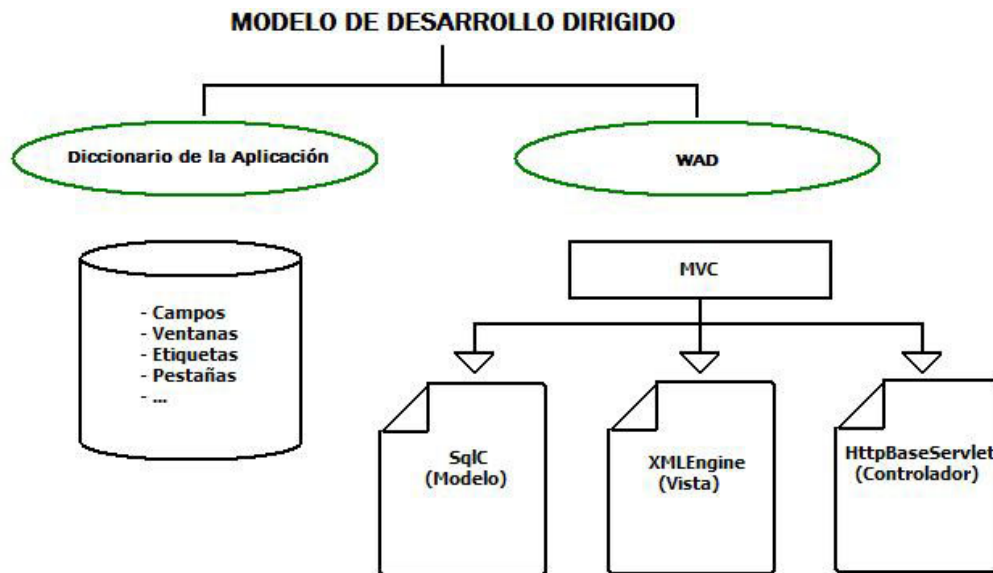 MODELO DE DESARROLLO DIRIGIDO
Diccionario de la Aplicación
WAD
- Campos
- Ventanas
- Etiquetas
- Pestañas
- ...
MVC
SqlC
(Modelo)
XMLEngine
(Vista)
HttpBaseServlet
(Controlador)